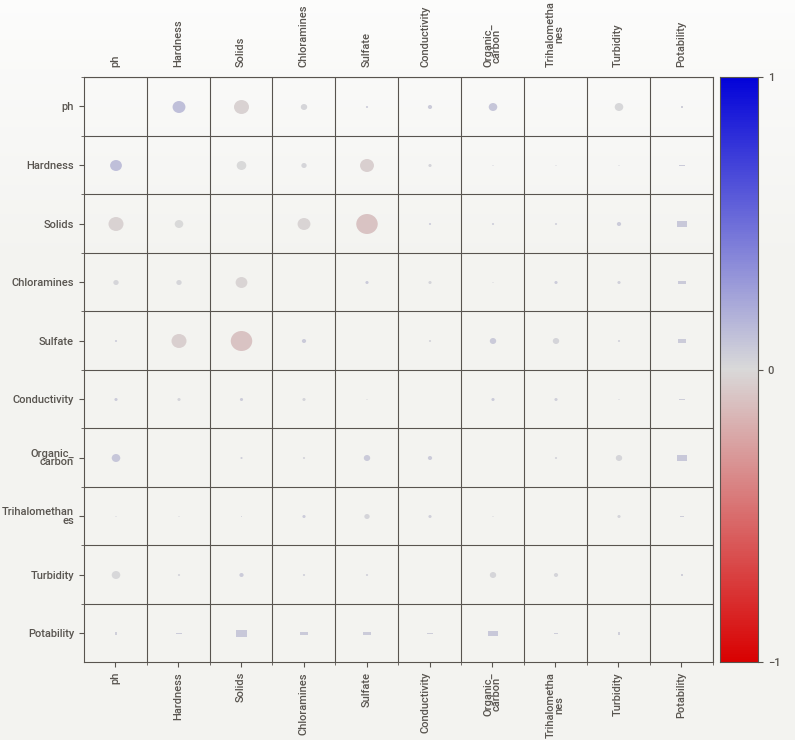 ph
Hardness
Solids
Chloramines
Sulfate
Conductivity
Organic_
carbon
Trihalometha
nes
Turbidity
Potability
ph
Hardness
Solids
Chloramines
Sulfate
Conductivity
Organic_
carbon
Trihalomethan
es
Turbidity
Potability
1
0
-1
ph
Hardness
Solids
Chloramines
Sulfate
Conductivity
Organic_
carbon
Trihalometha
nes
Turbidity
Potability